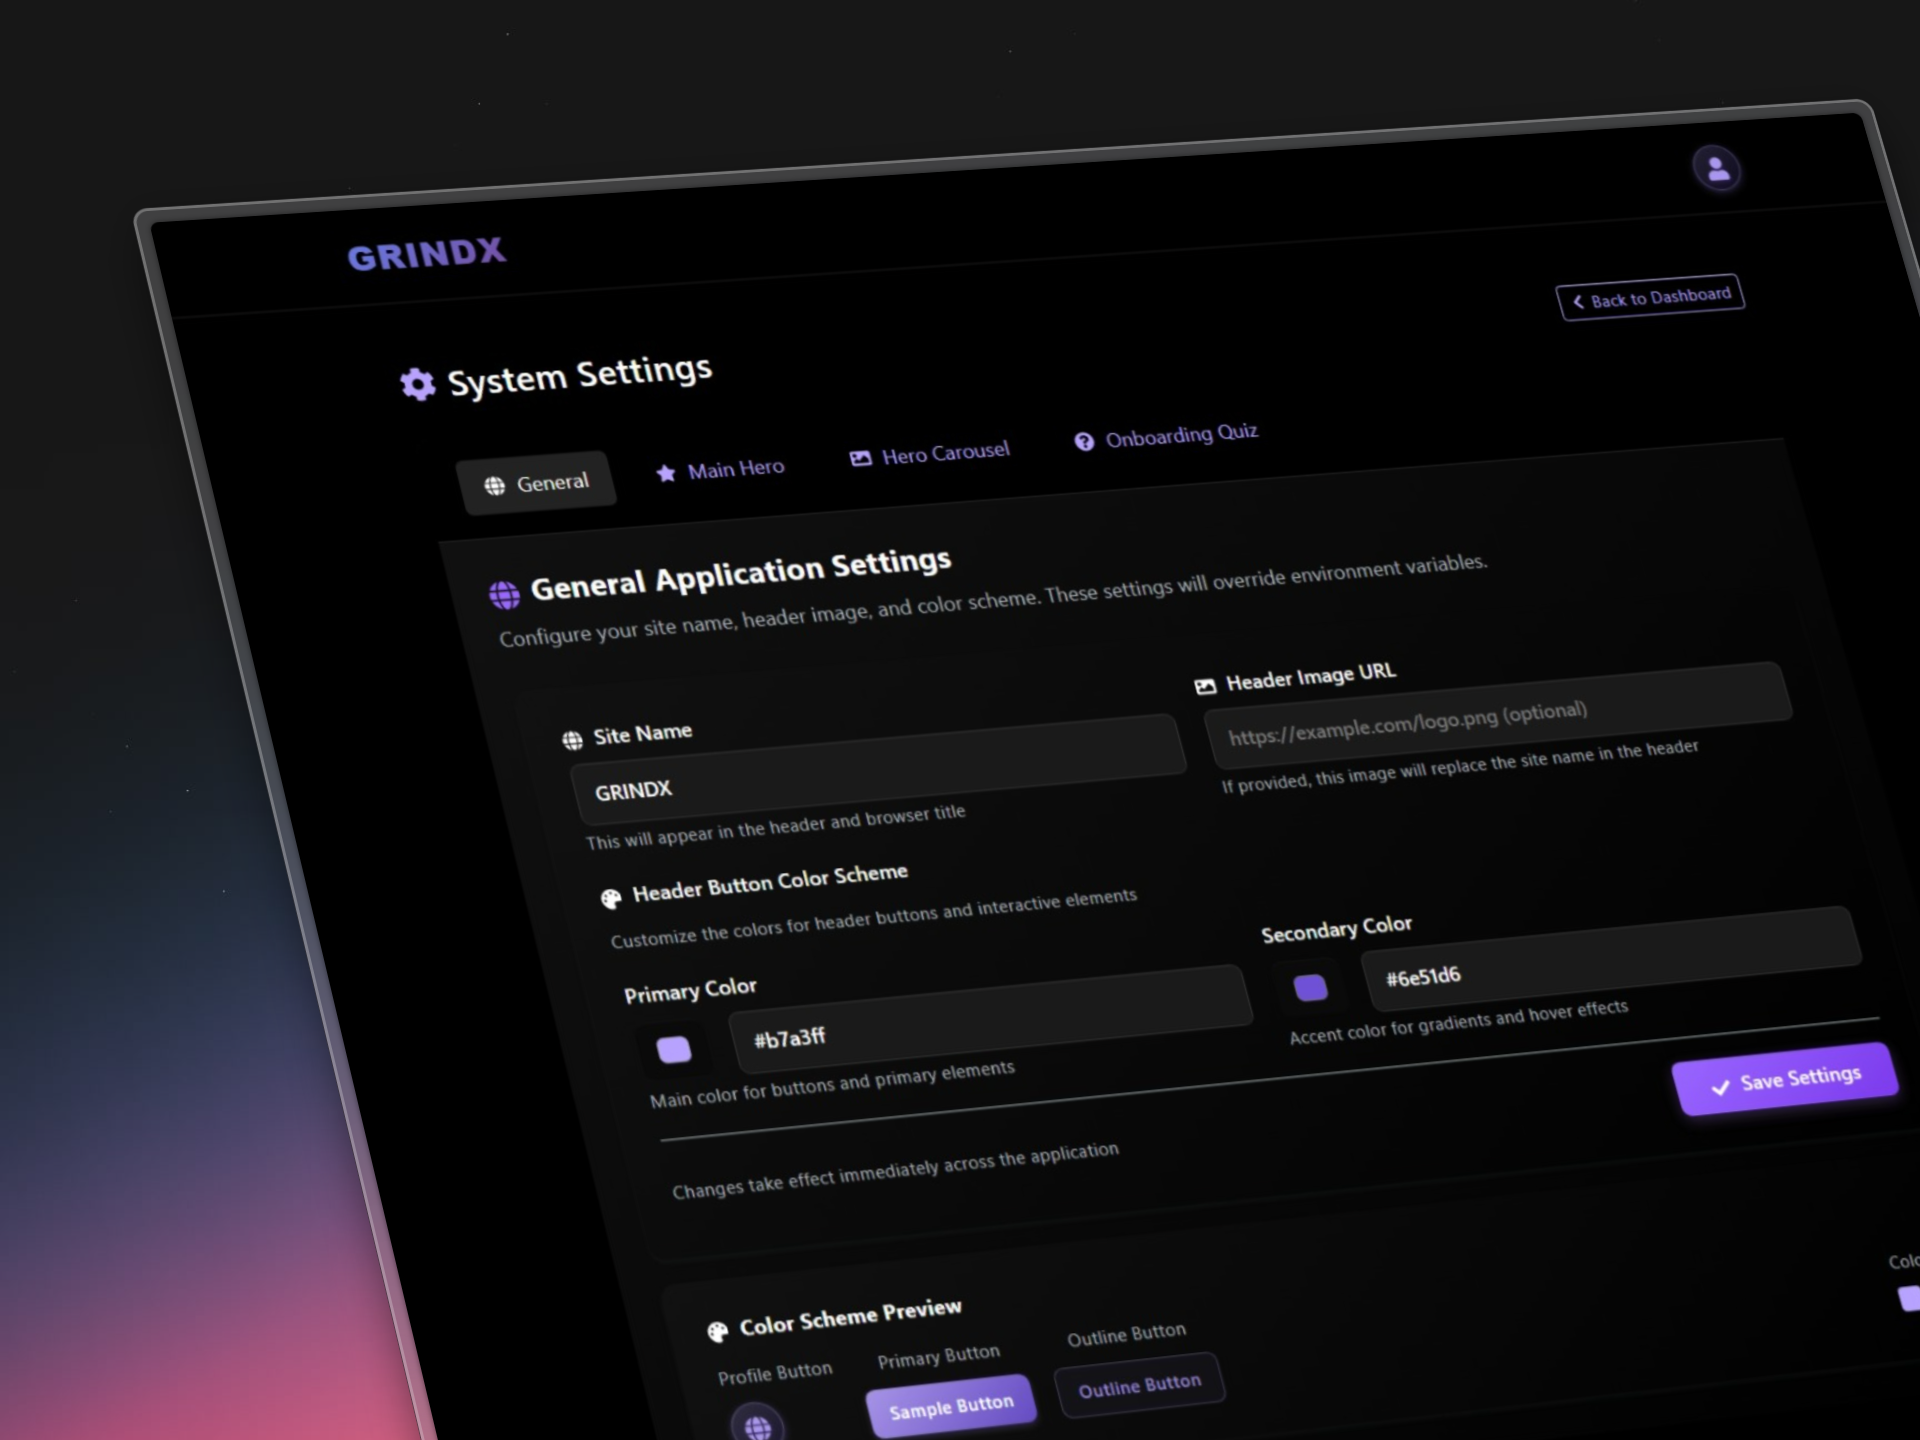 GRINDX
Back to Dashboard
System Settings
General
Main Hero
Hero Carousel
Onboarding Quiz
General Application Settings
Configure your site name, header image, and color scheme. These settings will override environment variables.
Site Name
GRINDX
This will appear in the header and browser title
Header Image URL
https://example.com/logo.png (optional)
If provided, this image will replace the site name in the header
Header Button Color Scheme
Customize the colors for header buttons and interactive elements
Primary Color
#b7a3ff
Main color for buttons and primary elements
Secondary Color
#6e51d6
Accent color for gradients and hover effects
Changes take effect immediately across the application
Save Settings
Color Scheme Preview
Profile Button
Primary Button
Sample Button
Outline Button
Outline Button